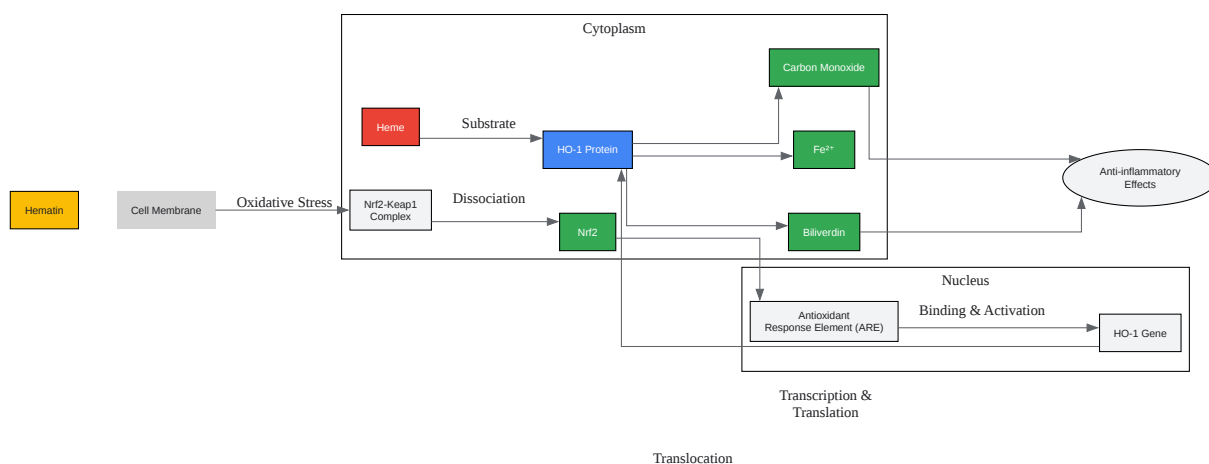 Cytoplasm
Carbon Monoxide
Heme
Substrate
HO-1 Protein
Fe²⁺
Anti-inflammatory
Effects
Hematin
Cell Membrane
Oxidative Stress
Nrf2-Keap1
Complex
Dissociation
Nrf2
Biliverdin
Nucleus
Antioxidant
Response Element (ARE)
Binding & Activation
HO-1 Gene
Transcription &
Translation
Translocation